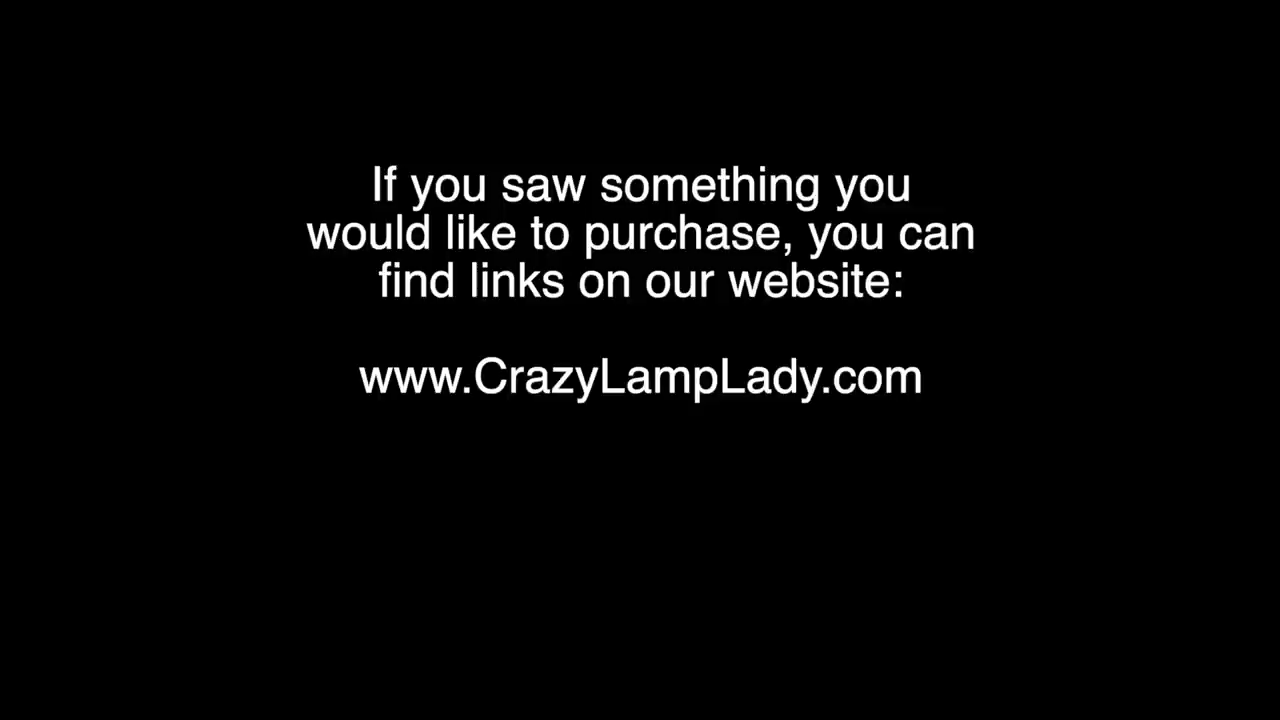 If you saw something you
would like to purchase, you can
find links on our website:
www.CrazyLampLady.com